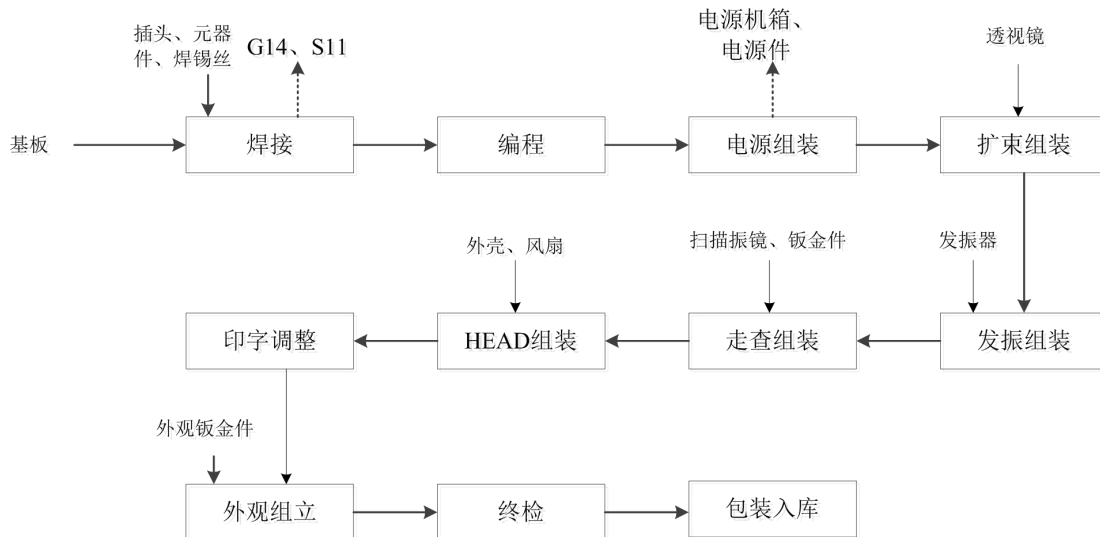 插头、元器
件、焊锡丝
G14、S11
电源机箱、
电源件
透视镜
基板
焊接
编程
电源组装
扩束组装
外壳、风扇
扫描振镜、钣金件
发振器
印字调整
HEAD组装
走查组装
发振组装
外观钣金件
外观组立
终检
包装入库